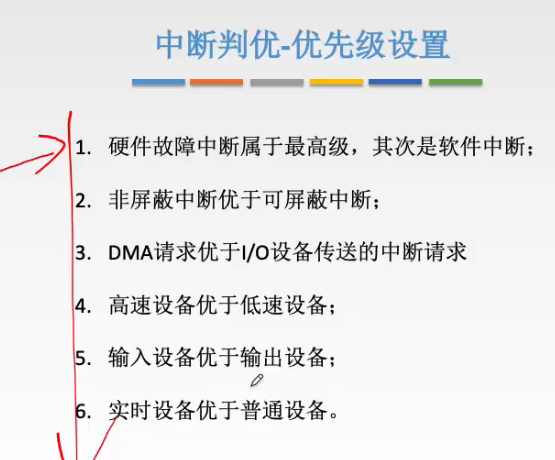 中断判优-优先级设置
1. 硬件故障中断属于最高级，其次是软件中断；
2. 非屏蔽中断优于可屏蔽中断；
3. DMA请求优于I/O设备传送的中断请求
4. 高速设备优于低速设备；
5. 输入设备优于输出设备；
6. 实时设备优于普通设备。